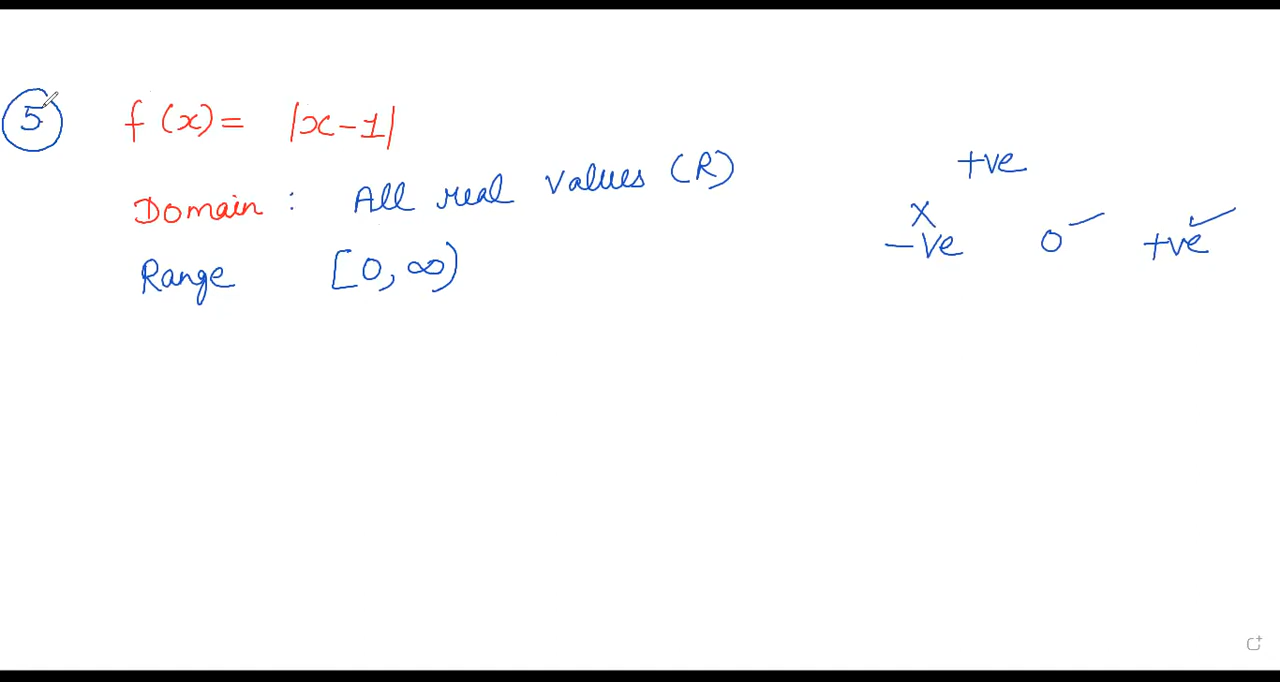 5 f(x) = |x-1|
Domain : All real values (R)
Range [0, ∞)
+ve
x
-ve 0 ✓ +ve ✓